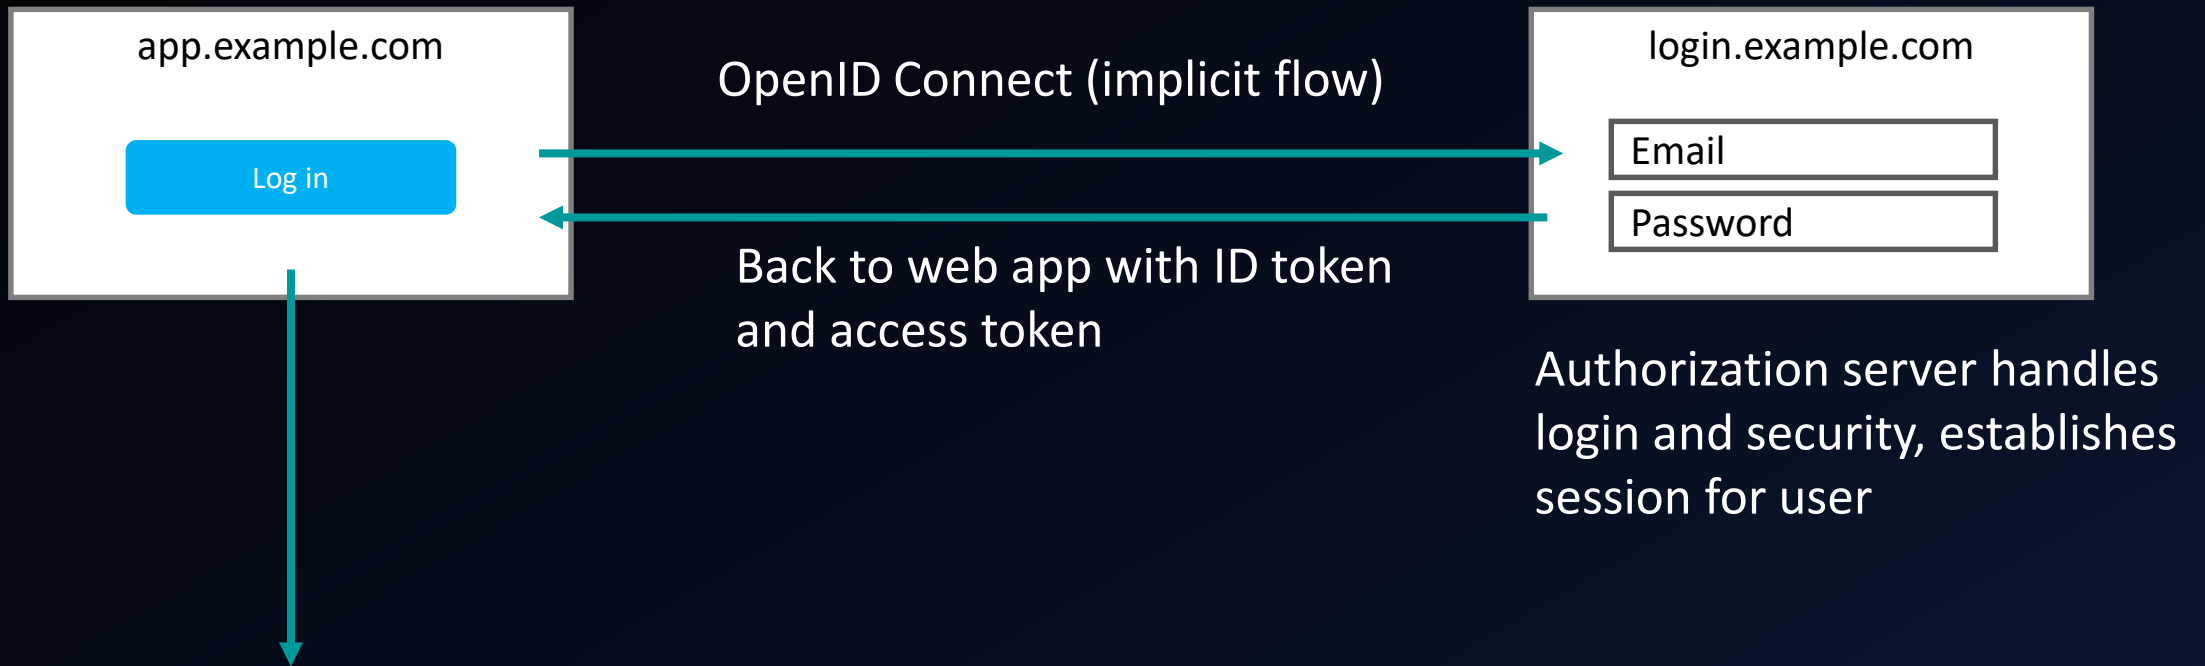 app.example.com
Log in
OpenID Connect (implicit flow)
Back to web app with ID token
and access token
login.example.com
Email
Password
Authorization server handles
login and security, establishes
session for user